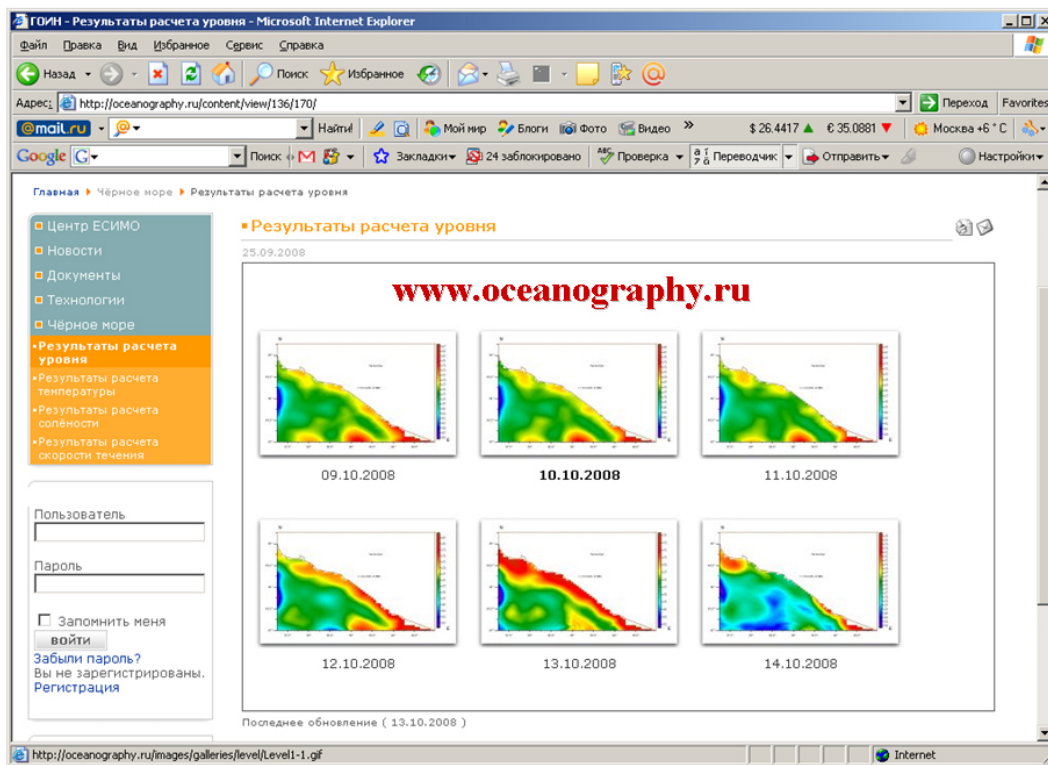 ГОИН - Результаты расчета уровня - Microsoft Internet Explorer
Файл Правка Вид Избранное Сервис Справка
Назад Поиск Избранное
Адрес: http://oceanography.ru/content/view/136/170/ Переход Favorites
@mail.ru Найти! Мой мир Блоги Фото Видео » $ 26.4417 € 35.0881 Москва +6 °C
Google G Поиск Закладки 24 заблокировано Проверка Переводчик Отправить Настройки
Главная Чёрное море Результаты расчета уровня
Центр ЕСИМО
Новости
Документы
Технологии
Чёрное море
Результаты расчета
уровня
Результаты расчета
температуры
Результаты расчета
солёности
Результаты расчета
скорости течения
Пользователь
Пароль
Запомнить меня
войти
Забыли пароль?
Вы не зарегистрированы.
Регистрация
Результаты расчета уровня
25.09.2008
www.oceanography.ru
09.10.2008 10.10.2008 11.10.2008
12.10.2008 13.10.2008 14.10.2008
Последнее обновление ( 13.10.2008 )
http://oceanography.ru/images/galleries/level/Level1-1.gif Internet